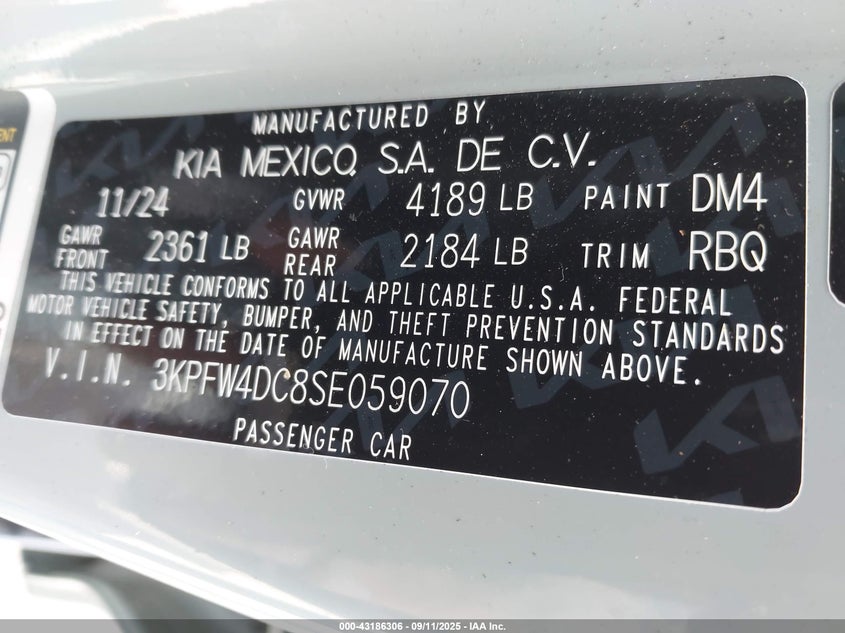 MANUFACTURED BY
KIA MEXICO, S.A. DE C.V.
11/24 GVWR 4189 LB PAINT DM4
GAWR FRONT 2361 LB GAWR REAR 2184 LB TRIM RBQ
THIS VEHICLE CONFORMS TO ALL APPLICABLE U.S.A. FEDERAL
MOTOR VEHICLE SAFETY, BUMPER, AND THEFT PREVENTION STANDARDS
IN EFFECT ON THE DATE OF MANUFACTURE SHOWN ABOVE.
V.I.N. 3KPFW4DC8SE059070
PASSENGER CAR
000-43186306 - 09/11/2025 - IAA Inc.